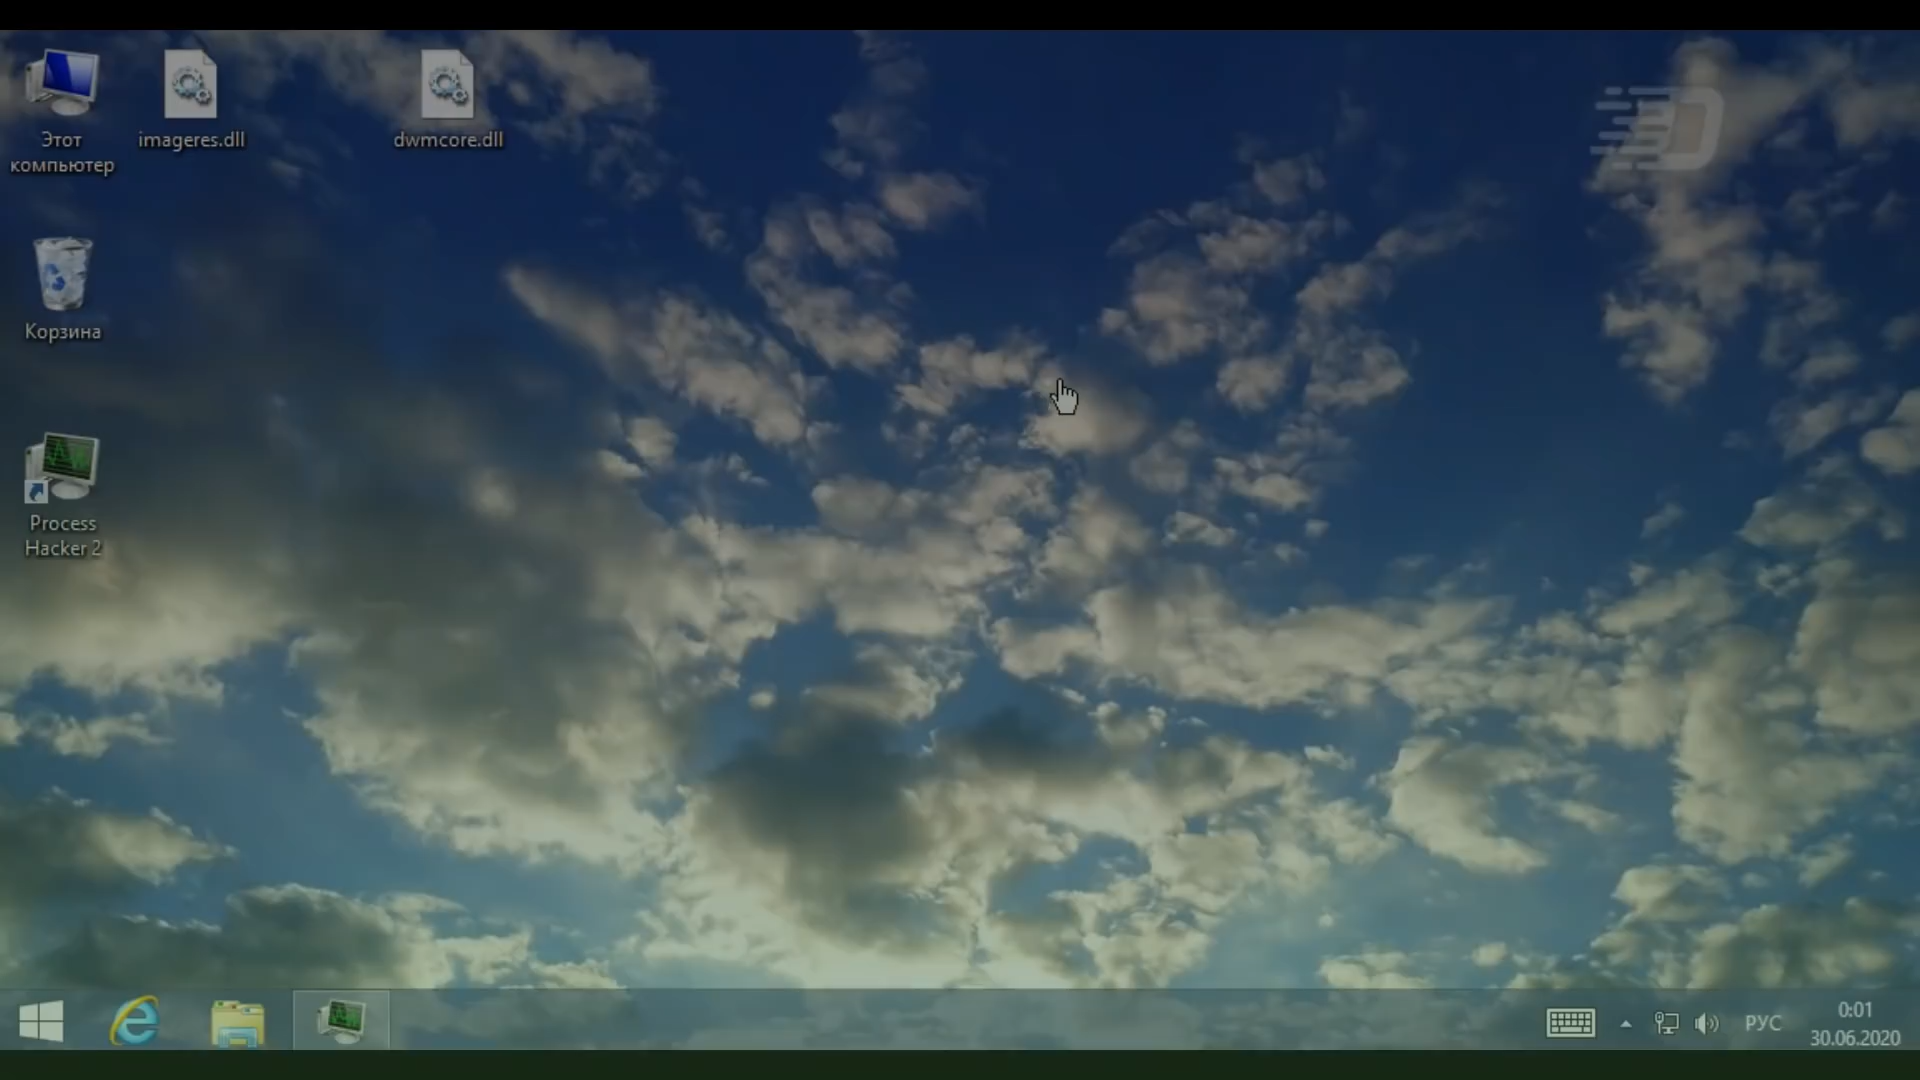 Этот
компьютер
imageres.dll
dwmcore.dll
Корзина
Process
Hacker 2
РУС
0:01
30.06.2020